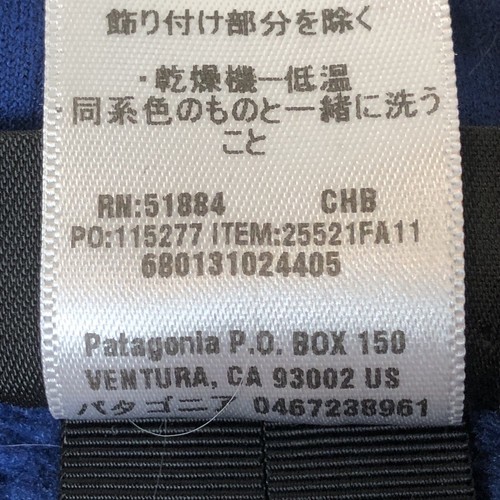 飾り付け部分を除く
・乾燥機一低温
・同系色のものと一緒に洗う
こと
RN:51884 CHB
PO:115277 ITEM:25521FA11
680131024405
Patagonia P.O. BOX 150
VENTURA, CA 93002 US
パタゴニア 0467238961